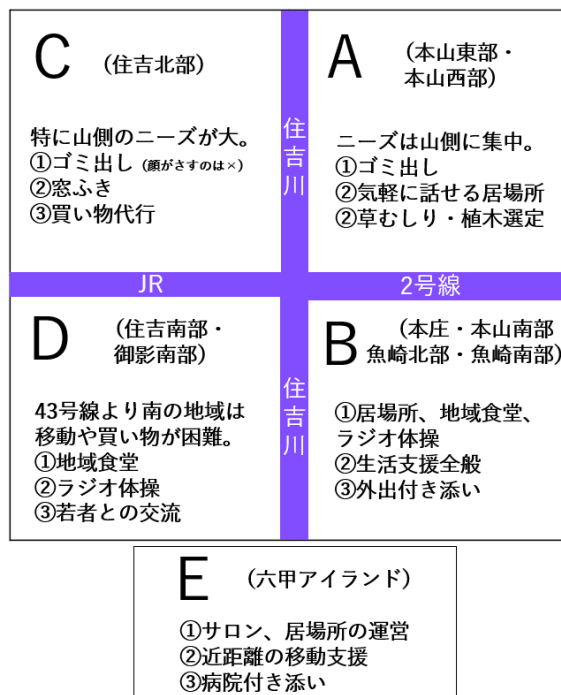 C (住吉北部)
特に山側のニーズが大。
①ゴミ出し (顔がさすのは×)
②窓ふき
③買い物代行
住吉川
A (本山東部・
本山西部)
ニーズは山側に集中。
①ゴミ出し
②気軽に話せる居場所
②草むしり・植木選定
JR
2号線
D (住吉南部・
御影南部)
43号線より南の地域は
移動や買い物が困難。
①地域食堂
②ラジオ体操
③若者との交流
住吉川
B (本庄・本山南部
魚崎北部・魚崎南部)
①居場所、地域食堂、
ラジオ体操
②生活支援全般
③外出付き添い
E (六甲アイランド)
①サロン、居場所の運営
②近距離の移動支援
③病院付き添い